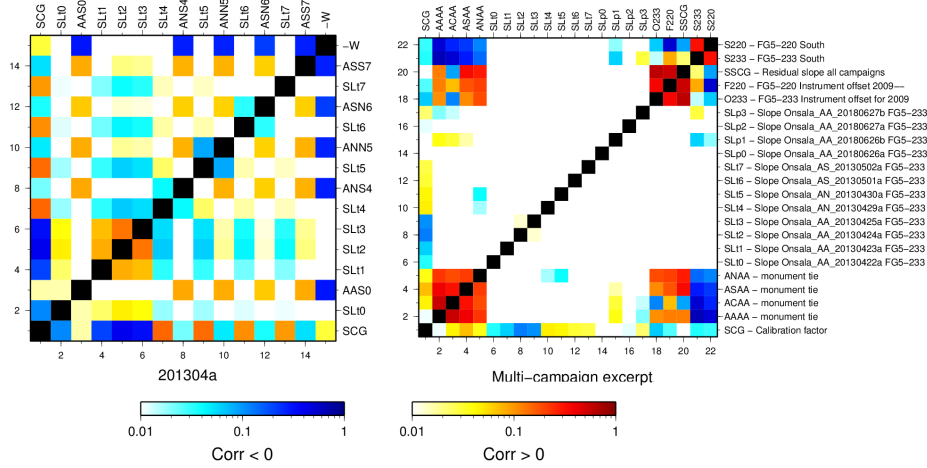 SCG SLt0 AAS0 SLt1 SLt2 SLt3 SLt4 ANS4 SLt5 ANN5 SLt6 ASN6 SLt7 ASS7 -W
-W
ASS7
SLt7
ASN6
SLt6
ANN5
SLt5
ANS4
SLt4
SLt3
SLt2
SLt1
AAS0
SLt0
SCG
14
12
10
8
6
4
2
2 4 6 8 10 12 14
201304a
SCG AAAA ACAA ASAA ANAA SLt0 SLt1 SLt2 SLt3 SLt4 SLt5 SLt6 SLt7 SLp0 SLp1 SLp2 SLp3 O233 F220 SSCG S233 S220
S220 – FG5–220 South
S233 – FG5–233 South
SSCG – Residual slope all campaigns
F220 – FG5–220 Instrument offset 2009––
O233 – FG5–233 Instrument offset for 2009
SLp3 – Slope Onsala_AA_20180627b FG5–233
SLp2 – Slope Onsala_AA_20180627a FG5–233
SLp1 – Slope Onsala_AA_20180626b FG5–233
SLp0 – Slope Onsala_AA_20180626a FG5–233
SLt7 – Slope Onsala_AS_20130502a FG5–233
SLt6 – Slope Onsala_AS_20130501a FG5–233
SLt5 – Slope Onsala_AN_20130430a FG5–233
SLt4 – Slope Onsala_AN_20130429a FG5–233
SLt3 – Slope Onsala_AA_20130425a FG5–233
SLt2 – Slope Onsala_AA_20130424a FG5–233
SLt1 – Slope Onsala_AA_20130423a FG5–233
SLt0 – Slope Onsala_AA_20130422a FG5–233
ANAA – monument tie
ASAA – monument tie
ACAA – monument tie
AAAA – monument tie
SCG – Calibration factor
22
20
18
16
14
12
10
8
6
4
2
2 4 6 8 10 12 14 16 18 20 22
Multi−campaign excerpt
0.01 0.1 1
Corr < 0
0.01 0.1 1
Corr > 0